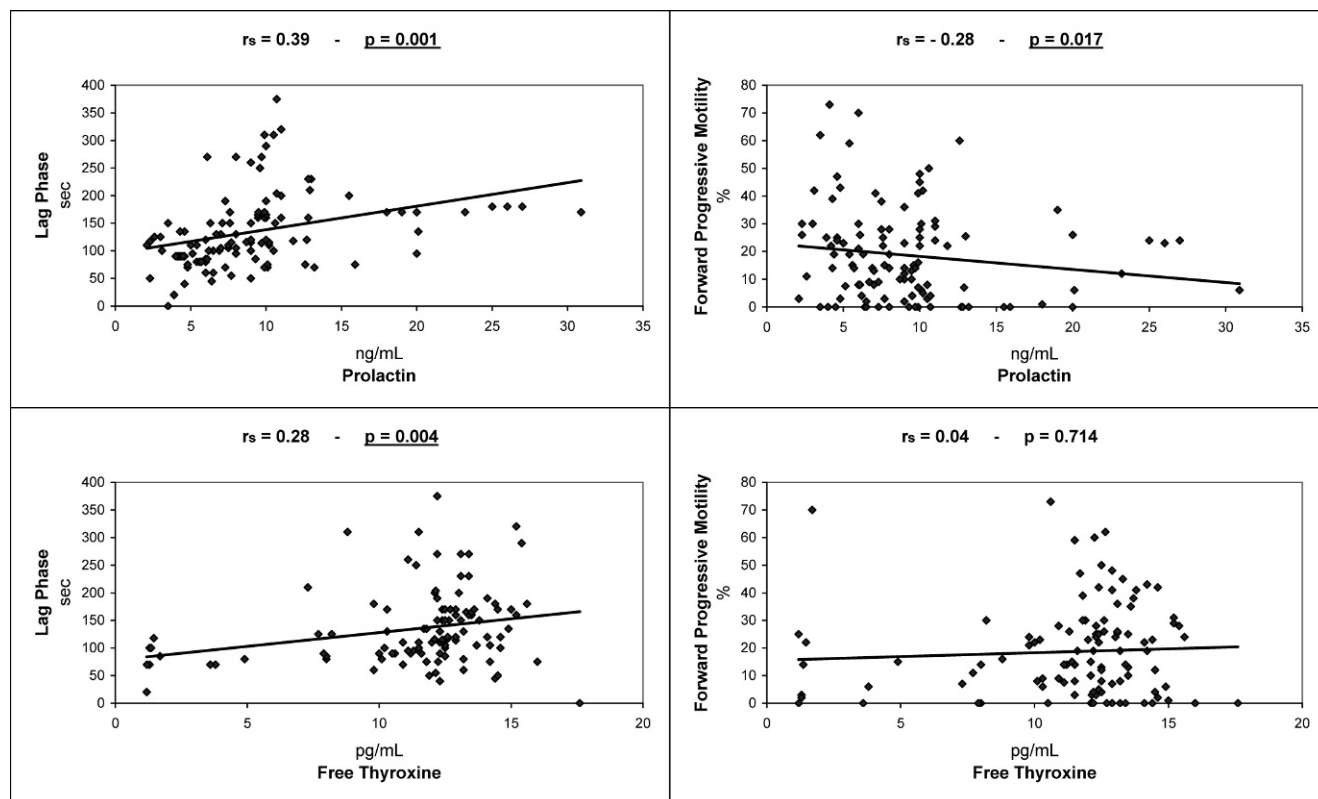 rs = 0.39 - p = 0.001
400
350
300
250
200
150
100
50
0
Lag Phase
sec
0 5 10 15 20 25 30 35
ng/mL
Prolactin
rs = - 0.28 - p = 0.017
80
70
60
50
40
30
20
10
0
Forward Progressive Motility
%
0 5 10 15 20 25 30 35
ng/mL
Prolactin
rs = 0.28 - p = 0.004
400
350
300
250
200
150
100
50
0
Lag Phase
sec
0 5 10 15 20
pg/mL
Free Thyroxine
rs = 0.04 - p = 0.714
80
70
60
50
40
30
20
10
0
Forward Progressive Motility
%
0 5 10 15 20
pg/mL
Free Thyroxine